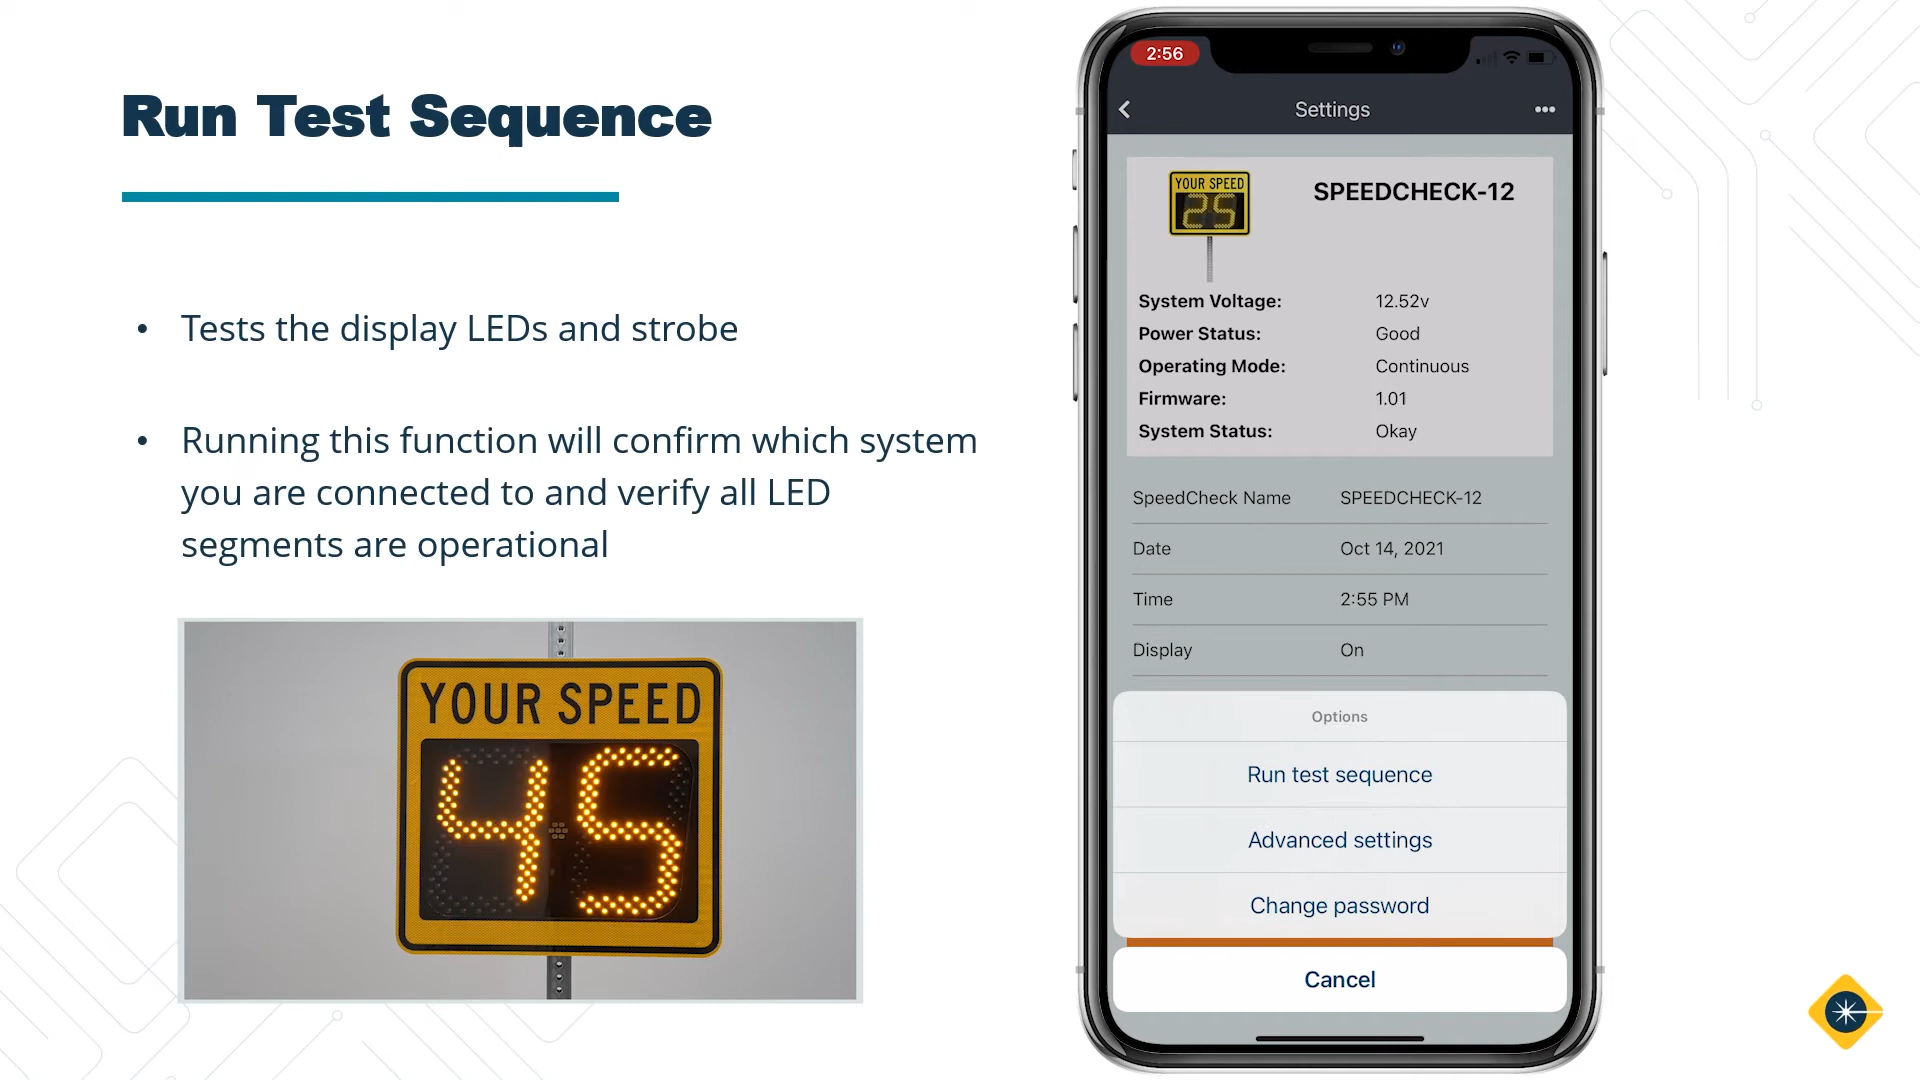 Run Test Sequence
• Tests the display LEDs and strobe
• Running this function will confirm which system
you are connected to and verify all LED
segments are operational
YOUR SPEED
45
2:56
Settings
YOUR SPEED
25
SPEEDCHECK-12
System Voltage: 12.52v
Power Status: Good
Operating Mode: Continuous
Firmware: 1.01
System Status: Okay
SpeedCheck Name SPEEDCHECK-12
Date Oct 14, 2021
Time 2:55 PM
Display On
Options
Run test sequence
Advanced settings
Change password
Cancel